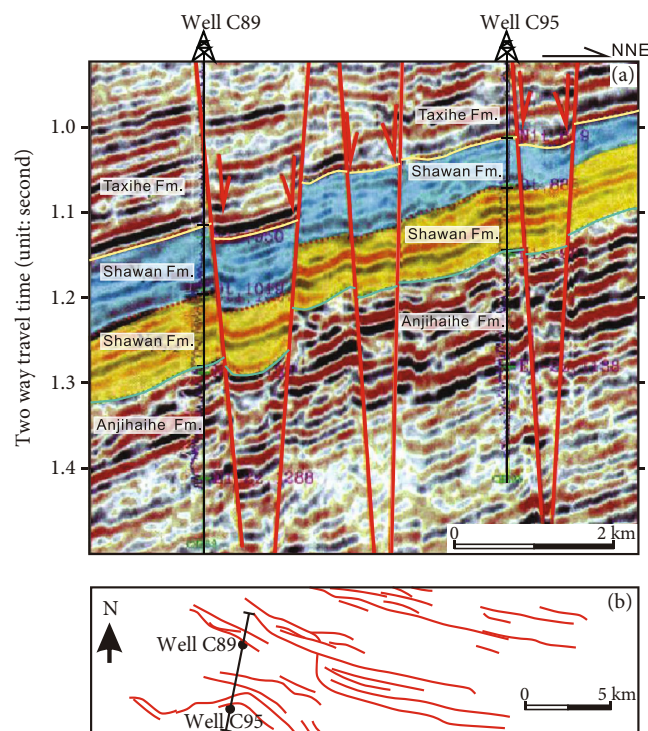 Well C89
Well C95
NNE
(a)
Taxihe Fm.
1.0
Shawan Fm.
Taxihe Fm.
1.1
Shawan Fm.
Shawan Fm.
1.2
Anjihaihe Fm.
Shawan Fm.
1.3
Anjihaihe Fm.
1.4
Two way travel time (unit: second)
0 2 km
(b)
N
Well C89
0 5 km
Well C95